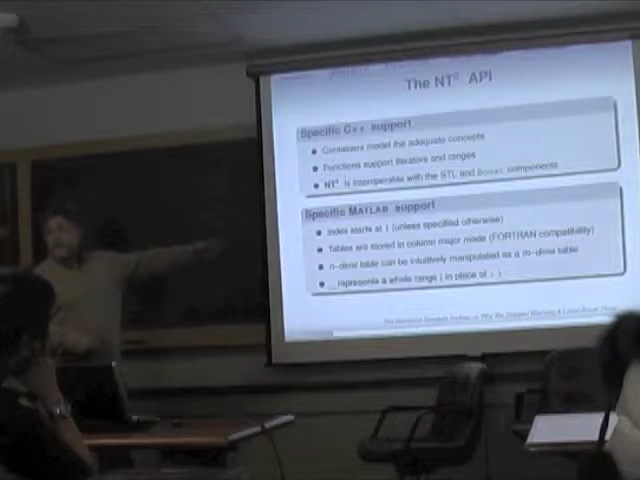 The NT² API
Specific C++ support
Containers model the adequate concepts
Functions support iterators and ranges
NT² is interoperable with the STL and Boost components
Specific MATLAB support
Index starts at 1 (unless specified otherwise)
Tables are stored in column major mode (FORTRAN compatibility)
n-dims table can be intuitively manipulated as a m-dims table
_ represents a whole range ( in place of : )